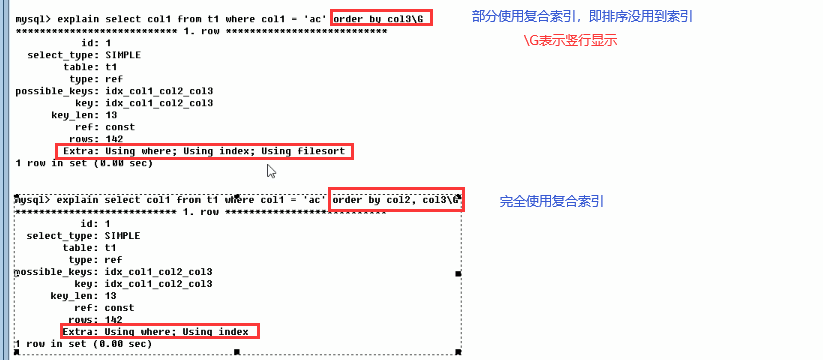 mysql> explain select col1 from t1 where col1 = 'ac' order by col3\G 部分使用复合索引，即排序没用到索引
\G表示竖行显示
*************************** 1. row ***************************
id: 1
select_type: SIMPLE
table: t1
type: ref
possible_keys: idx_col1_col2_col3
key: idx_col1_col2_col3
key_len: 13
ref: const
rows: 142
Extra: Using where; Using index; Using filesort
1 row in set (0.00 sec)
mysql> explain select col1 from t1 where col1 = 'ac' order by col2, col3\G 完全使用复合索引
*************************** 1. row ***************************
id: 1
select_type: SIMPLE
table: t1
type: ref
possible_keys: idx_col1_col2_col3
key: idx_col1_col2_col3
key_len: 13
ref: const
rows: 142
Extra: Using where; Using index
1 row in set (0.00 sec)